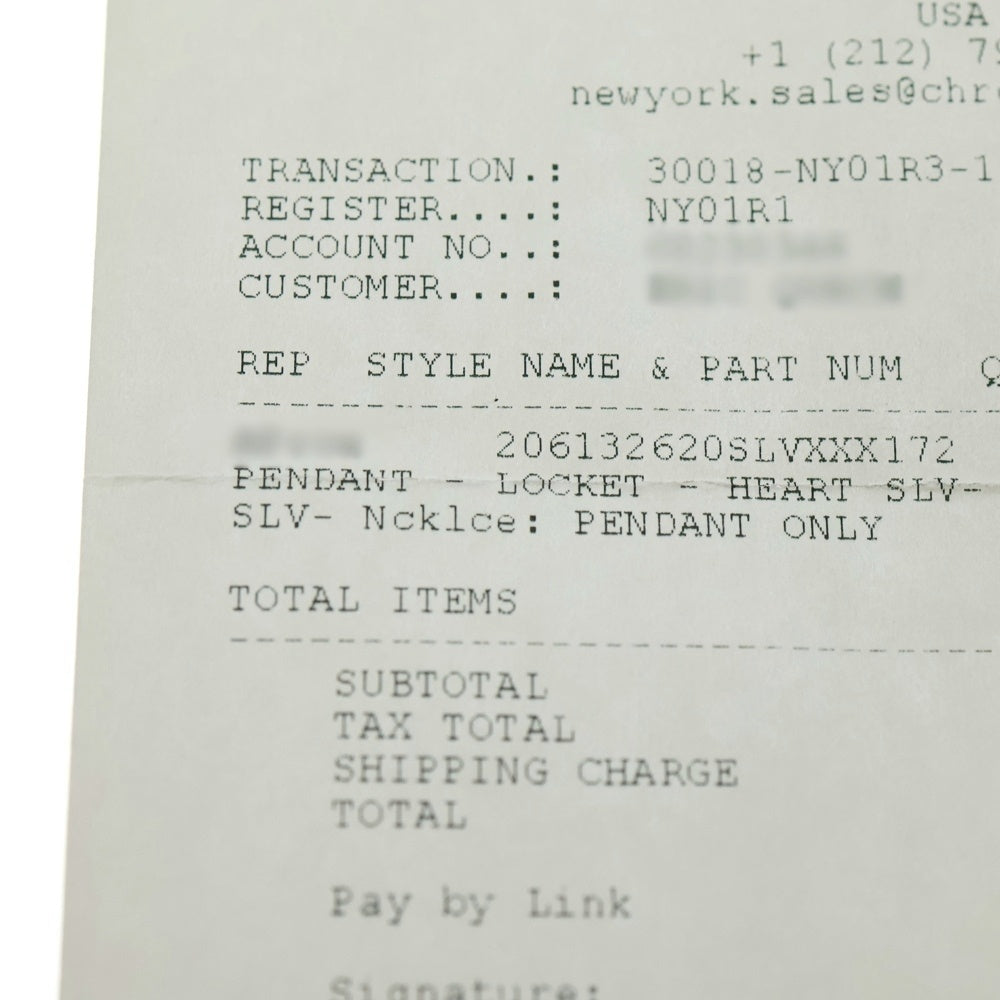 USA
+1 (212) 79
newyork.sales@chro
TRANSACTION.: 30018-NY01R3-1
REGISTER....: NY01R1
ACCOUNT NO..:
CUSTOMER....:
REP STYLE NAME & PART NUM Q
206132620SLVXXX172
PENDANT - LOCKET - HEART SLV-
SLV- Ncklce: PENDANT ONLY
TOTAL ITEMS
SUBTOTAL
TAX TOTAL
SHIPPING CHARGE
TOTAL
Pay by Link
Signature: